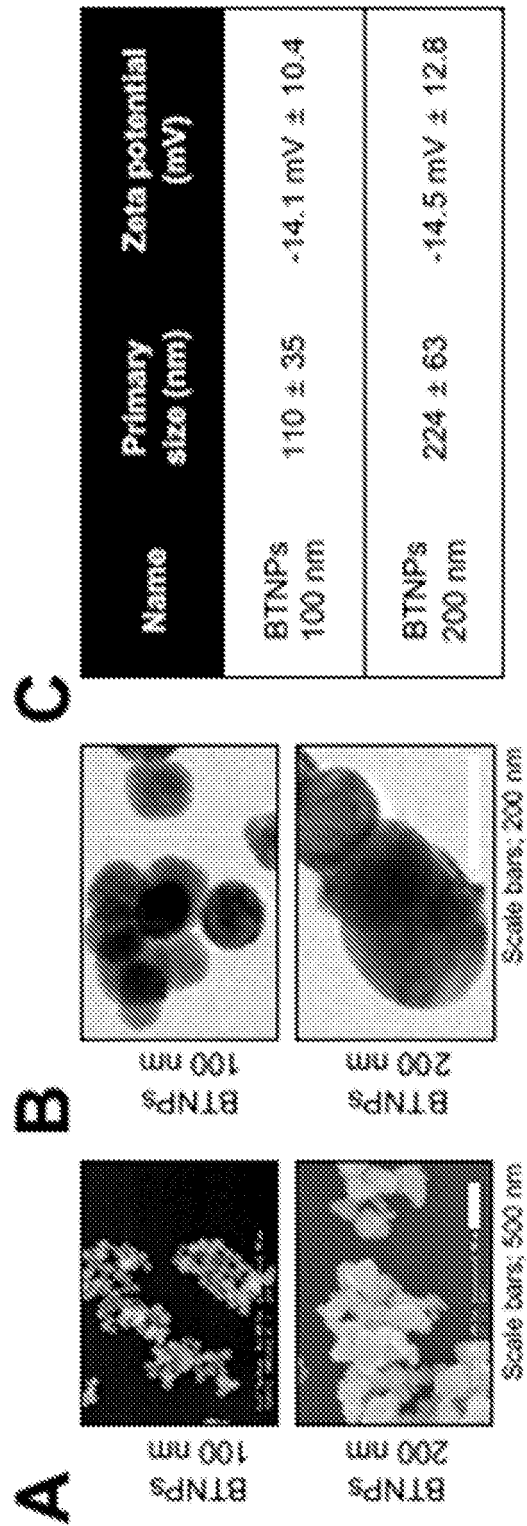 A
BTNPs
100 nm
BTNPs
200 nm
Scale bars; 500 nm
B
BTNPs
100 nm
BTNPs
200 nm
Scale bars; 200 nm
C
Name Primary size (nm) Zeta potential (mV)
BTNPs 100 nm 110 ± 35 -14.1 mV ± 10.4
BTNPs 200 nm 224 ± 63 -14.5 mV ± 12.8